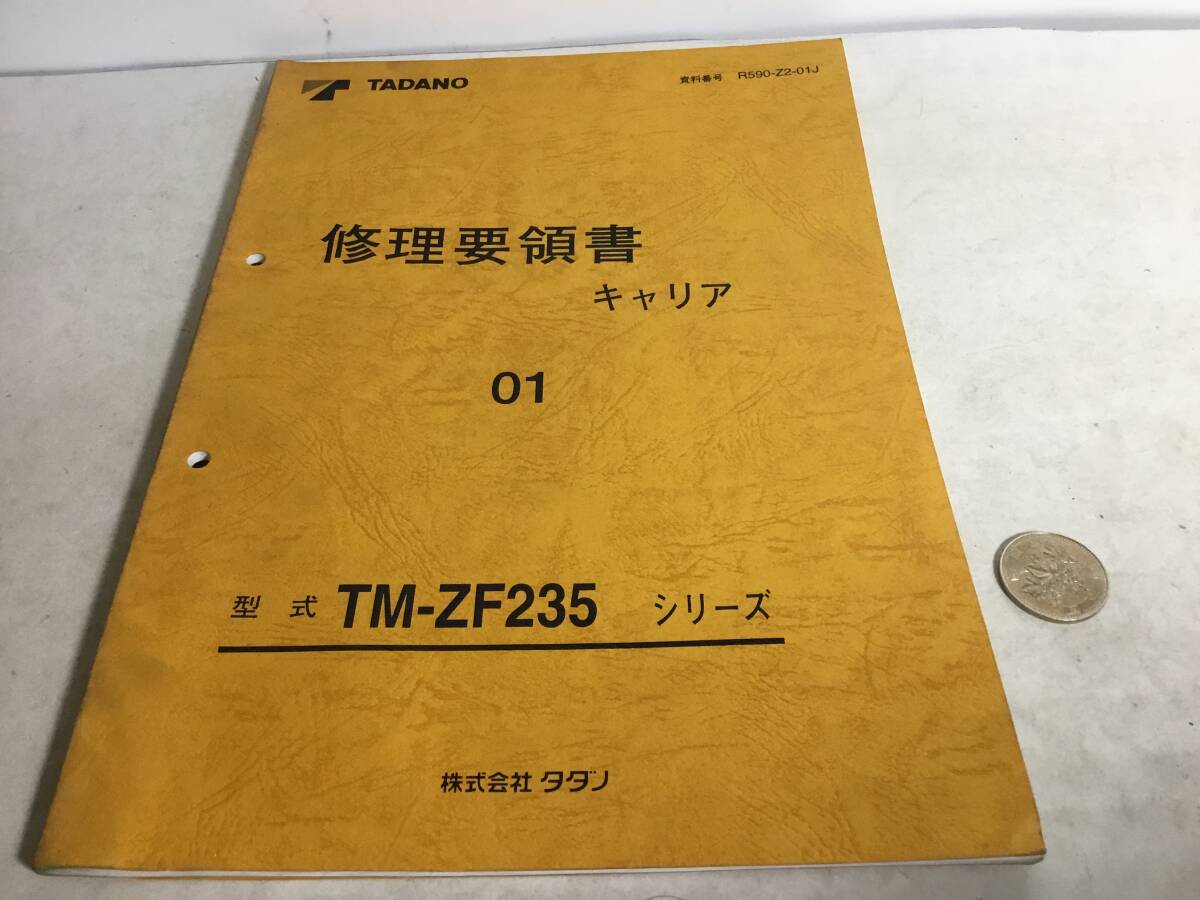 TADANO
資料番号 R590-Z2-01J
修理要領書
キャリア
01
型式 TM-ZF235 シリーズ
株式会社 タダノ